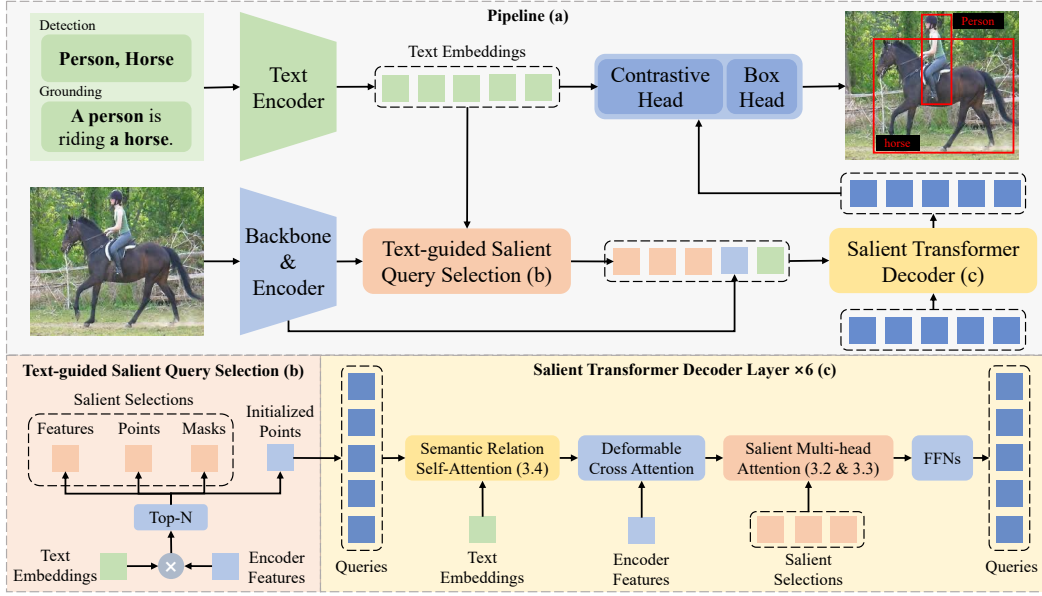 Pipeline (a)
Detection
Person, Horse
Grounding
A person is
riding a horse.
Text
Encoder
Text Embeddings
Contrastive
Head
Box
Head
Person
horse
Backbone
&
Encoder
Text-guided Salient
Query Selection (b)
Salient Transformer
Decoder (c)
Text-guided Salient Query Selection (b)
Salient Selections
Features
Points
Masks
Initialized
Points
Top-N
Text
Embeddings
×
Encoder
Features
Salient Transformer Decoder Layer ×6 (c)
Queries
Semantic Relation
Self-Attention (3.4)
Text
Embeddings
Deformable
Cross Attention
Encoder
Features
Salient Multi-head
Attention (3.2 & 3.3)
Salient
Selections
FFNs
Queries